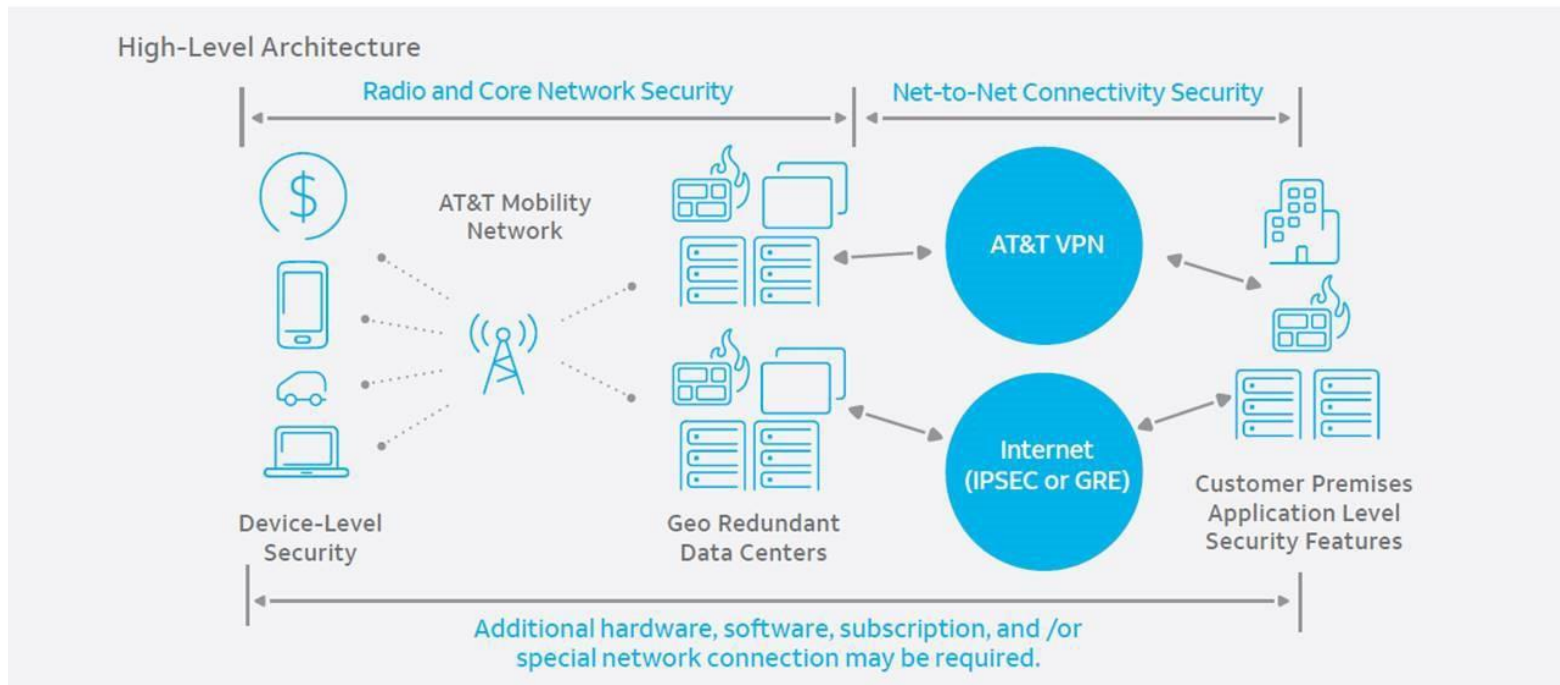 High-Level Architecture
Radio and Core Network Security
Net-to-Net Connectivity Security
$
AT&T Mobility
Network
AT&T VPN
Internet
(IPSEC or GRE)
Device-Level
Security
Geo Redundant
Data Centers
Customer Premises
Application Level
Security Features
Additional hardware, software, subscription, and /or
special network connection may be required.